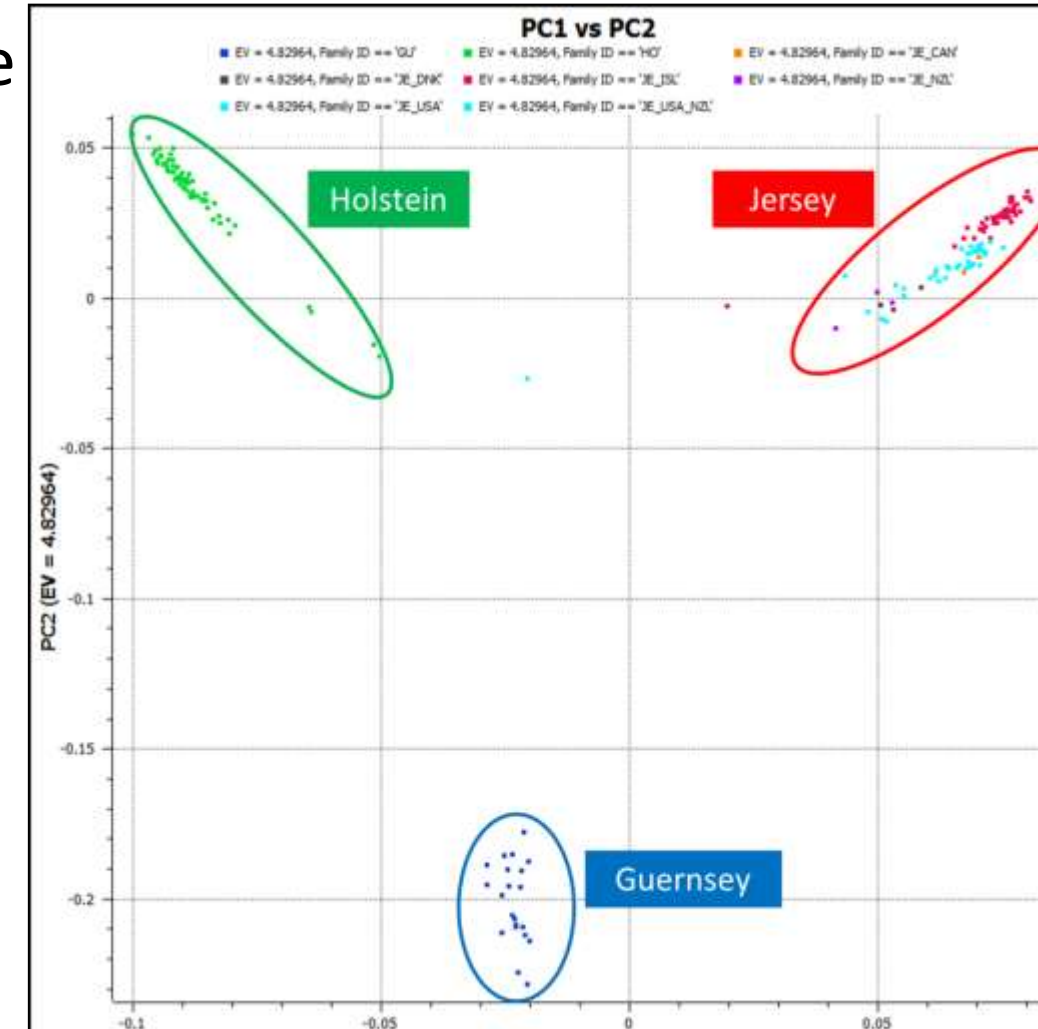 e
PC1 vs PC2
EV = 4.82964, Family ID == 'GU' EV = 4.82964, Family ID == 'HO' EV = 4.82964, Family ID == 'JE_CAN'
EV = 4.82964, Family ID == 'JE_DNK' EV = 4.82964, Family ID == 'JE_ISL' EV = 4.82964, Family ID == 'JE_NZL'
EV = 4.82964, Family ID == 'JE_USA' EV = 4.82964, Family ID == 'JE_USA_NZL'
0.05
Holstein
Jersey
0
-0.05
PC2 (EV = 4.82964)
-0.1
-0.15
Guernsey
-0.2
-0.1 -0.05 0 0.05